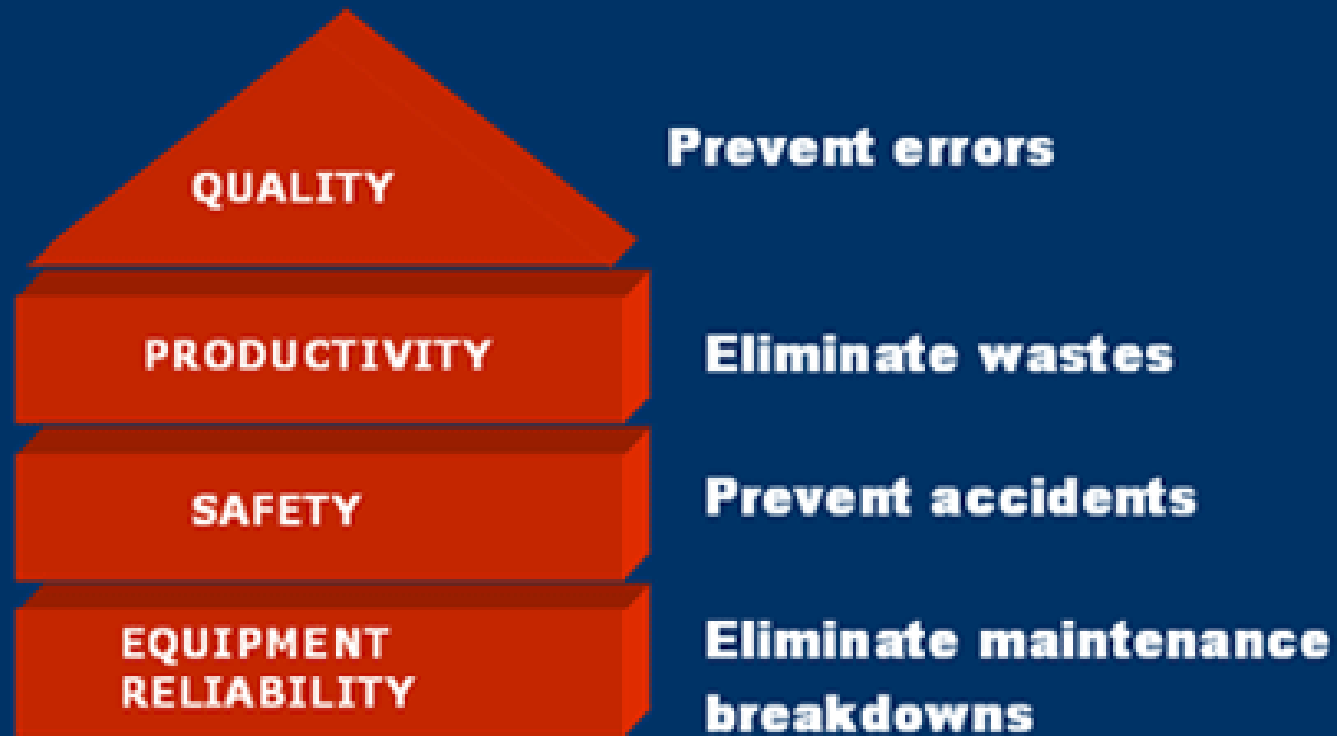 QUALITY
Prevent errors
PRODUCTIVITY
Eliminate wastes
SAFETY
Prevent accidents
EQUIPMENT
RELIABILITY
Eliminate maintenance
breakdowns